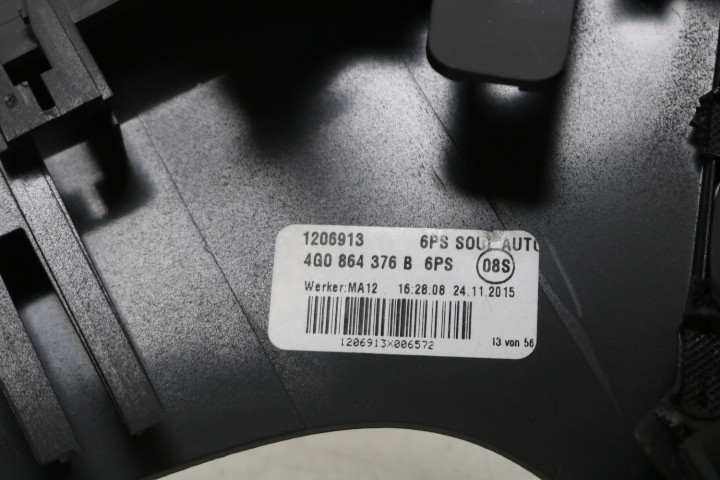 1206913 6PS SOUL AUTO
4G0 864 376 B 6PS 08S
Werker:MA12 16:28.08 24.11.2015
1206913X006572
13 von 56